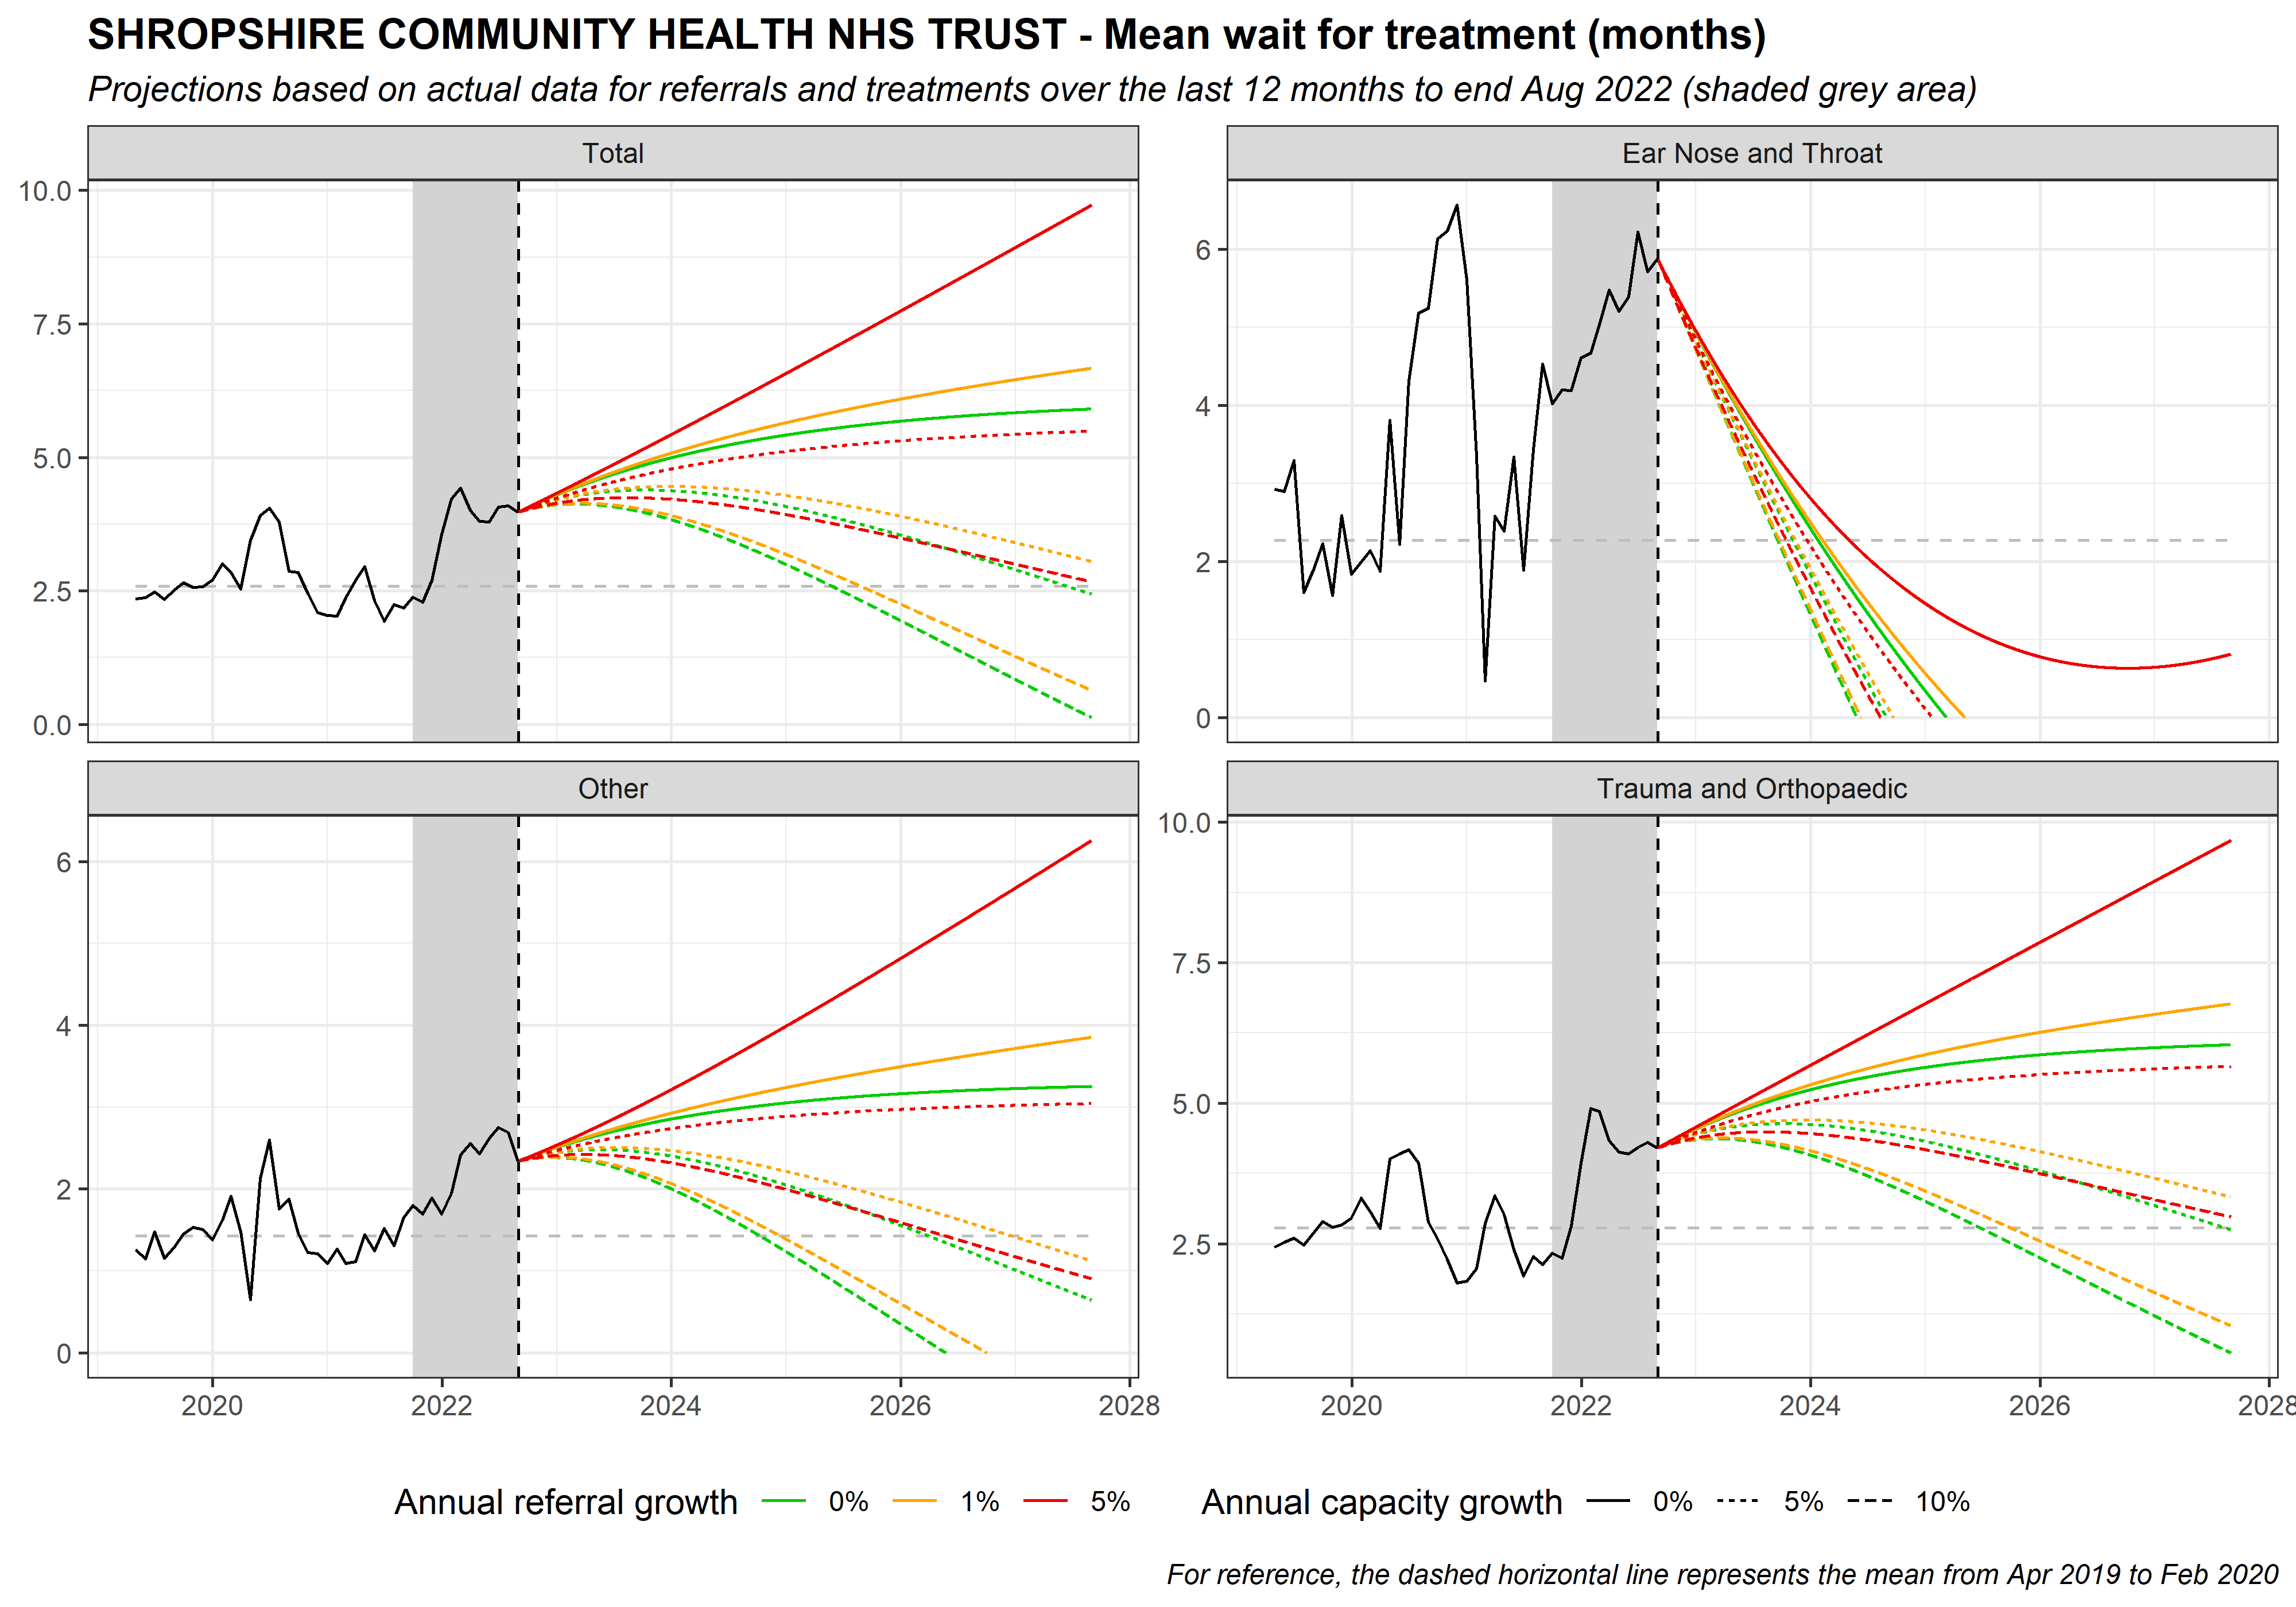 SHROPSHIRE COMMUNITY HEALTH NHS TRUST - Mean wait for treatment (months)
Projections based on actual data for referrals and treatments over the last 12 months to end Aug 2022 (shaded grey area)
Total
10.0
7.5
5.0
2.5
0.0
Ear Nose and Throat
6
4
2
0
Other
6
4
2
0
2020 2022 2024 2026 2028
Trauma and Orthopaedic
10.0
7.5
5.0
2.5
2020 2022 2024 2026 2028
Annual referral growth 0% 1% 5% Annual capacity growth 0% 5% 10%
For reference, the dashed horizontal line represents the mean from Apr 2019 to Feb 2020